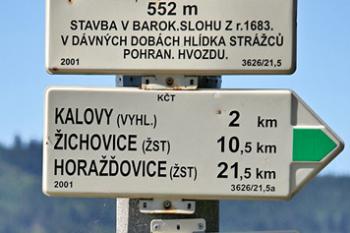 552 m
STAVBA V BAROK.SLOHU Z r.1683.
V DÁVNÝCH DOBÁCH HLÍDKA STRÁŽCŮ
POHRAN. HVOZDU.
2001 3626/21,5
KČT
KALOVY (VYHL.) 2 km
ŽICHOVICE (ŽST) 10,5 km
HORAŽĎOVICE (ŽST) 21,5 km
2001 3626/21,5a